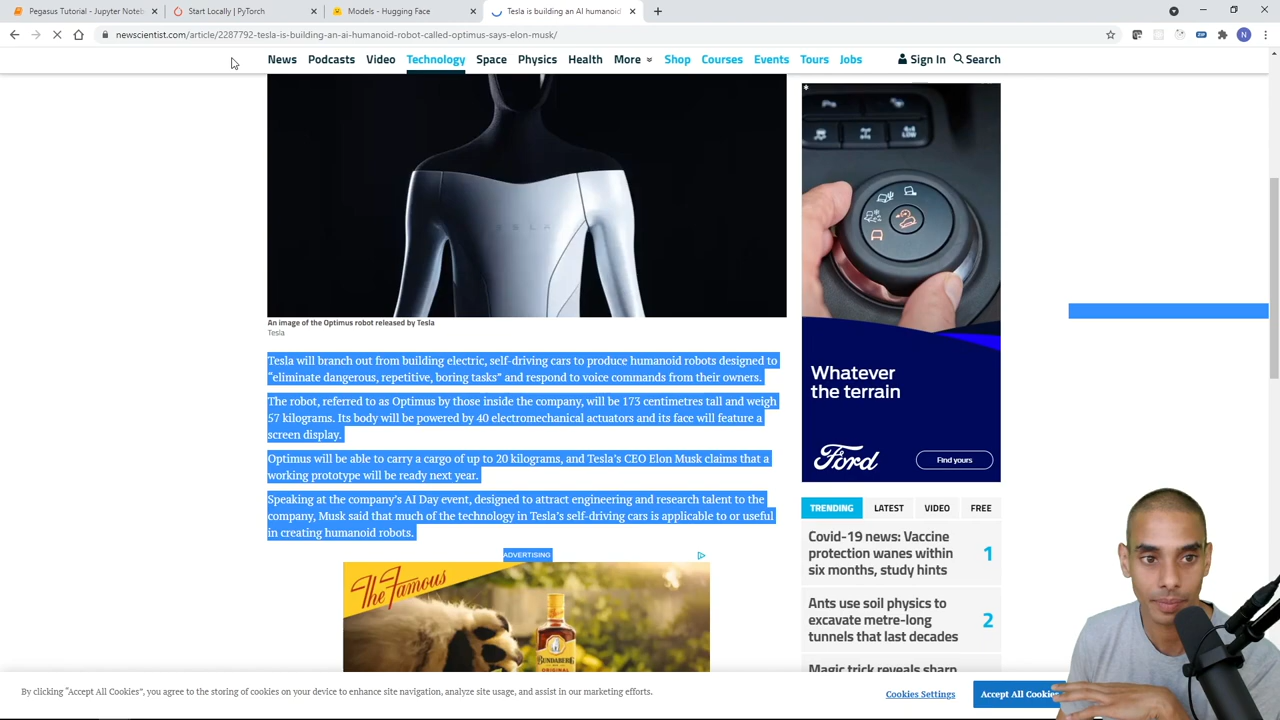 Pegasus Tutorial - Jupyter Noteb
Start Locally | PyTorch
AI Models - Hugging Face
Tesla is building an AI humanoid
newscientist.com/article/2287792-tesla-is-building-an-ai-humanoid-robot-called-optimus-says-elon-musk/
ZIP
N
News Podcasts Video Technology Space Physics Health More Shop Courses Events Tours Jobs Sign In Search
TESLA
An image of the Optimus robot released by Tesla
Tesla
Tesla will branch out from building electric, self-driving cars to produce humanoid robots designed to
“eliminate dangerous, repetitive, boring tasks” and respond to voice commands from their owners.
The robot, referred to as Optimus by those inside the company, will be 173 centimetres tall and weigh
57 kilograms. Its body will be powered by 40 electromechanical actuators and its face will feature a
screen display.
Optimus will be able to carry a cargo of up to 20 kilograms, and Tesla’s CEO Elon Musk claims that a
working prototype will be ready next year.
Speaking at the company’s AI Day event, designed to attract engineering and research talent to the
company, Musk said that much of the technology in Tesla’s self-driving cars is applicable to or useful
in creating humanoid robots.
ADVERTISING
The Famous
BUNDABERG
*
4x4
LOW
Whatever
the terrain
Ford
Find yours
TRENDING LATEST VIDEO FREE
Covid-19 news: Vaccine
protection wanes within
six months, study hints
1
Ants use soil physics to
excavate metre-long
tunnels that last decades
2
Magic trick reveals sharp
By clicking “Accept All Cookies”, you agree to the storing of cookies on your device to enhance site navigation, analyze site usage, and assist in our marketing efforts.
Cookies Settings
Accept All Cookies